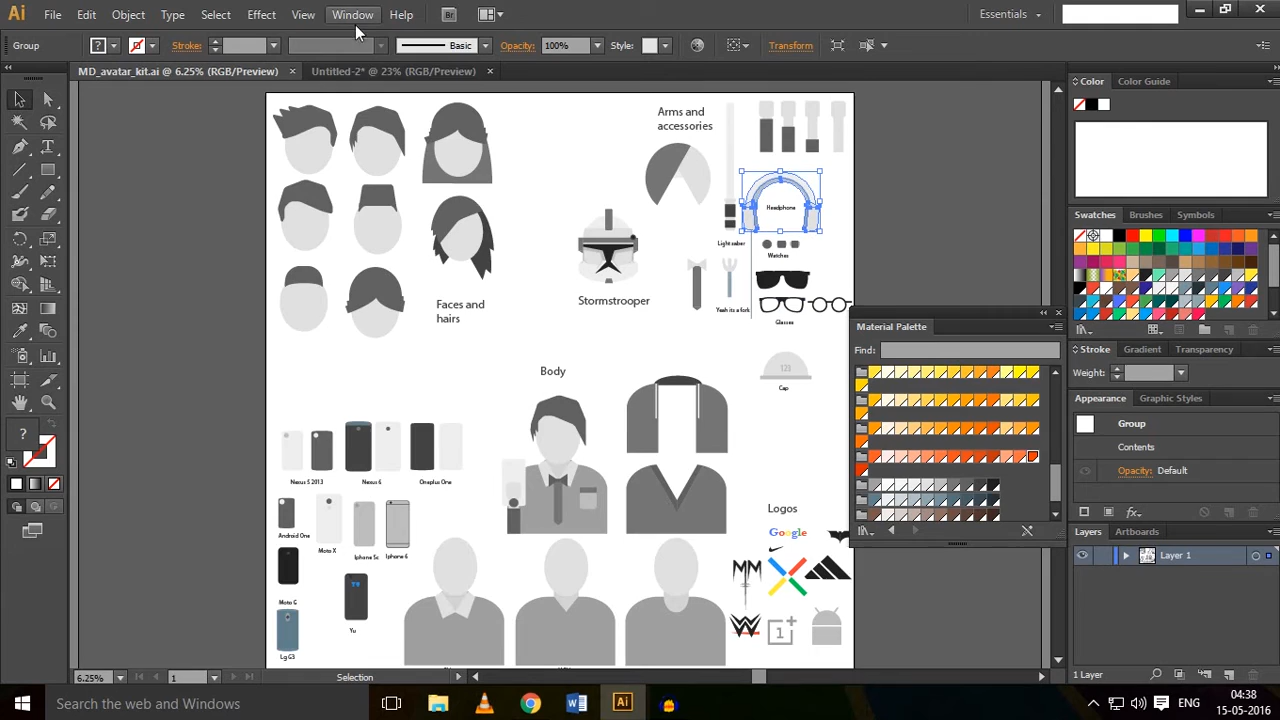 Ai File Edit Object Type Select Effect View Window Help Br Essentials
Group ? Stroke: Basic Opacity: 100% Style: Transform
MD_avatar_kit.ai @ 6.25% (RGB/Preview) × Untitled-2* @ 23% (RGB/Preview) ×
Color Color Guide
Arms and
accessories
Headphone
Swatches Brushes Symbols
Light saber
Watches
Stormstrooper
Faces and
hairs
Yeah its a fork
Glasses
Material Palette
Find:
Stroke Gradient Transparency
Weight:
Body
123
Cap
Appearance Graphic Styles
Group
Contents
Opacity: Default
?
Nexus 5 2013
Nexus 6
Oneplus One
Logos
Google
Android One
Moto X
Iphone 5c
Iphone 6
Layers Artboards
Layer 1
MM
Moto G
W
1
Yu
Lg G3
6.25% 1 Selection
1 Layer
Search the web and Windows
Ai
ENG
04:38
15-05-2016